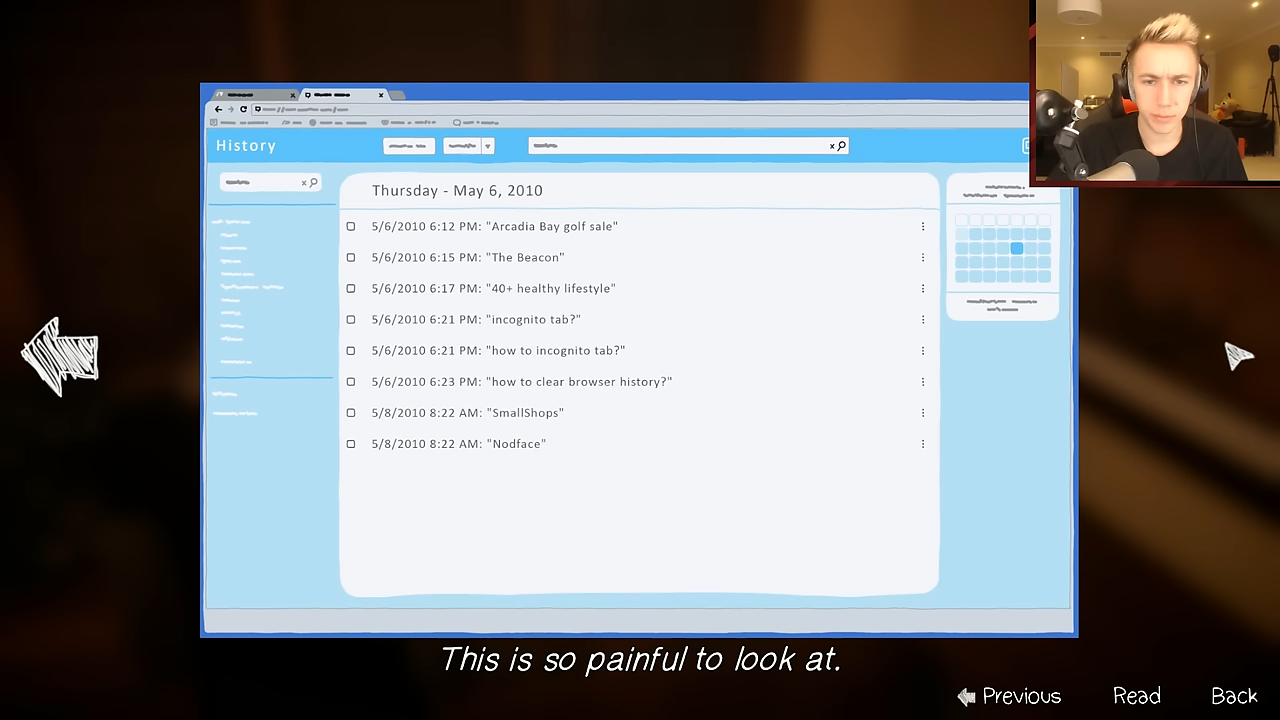 History
Thursday - May 6, 2010
5/6/2010 6:12 PM: "Arcadia Bay golf sale"
5/6/2010 6:15 PM: "The Beacon"
5/6/2010 6:17 PM: "40+ healthy lifestyle"
5/6/2010 6:21 PM: "incognito tab?"
5/6/2010 6:21 PM: "how to incognito tab?"
5/6/2010 6:23 PM: "how to clear browser history?"
5/8/2010 8:22 AM: "SmallShops"
5/8/2010 8:22 AM: "Nodface"
This is so painful to look at.
Previous Read Back